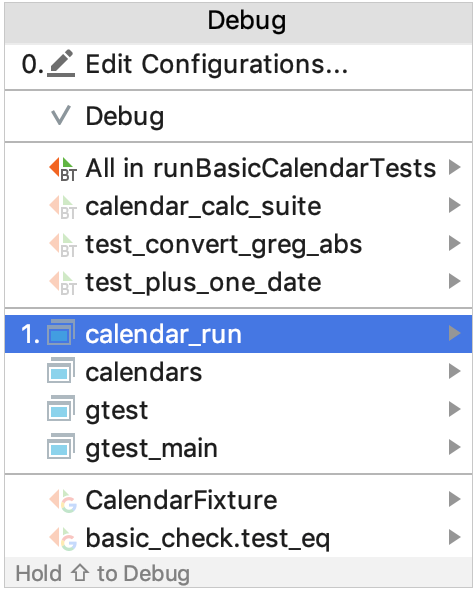 Debug
0. Edit Configurations...
Debug
BT All in runBasicCalendarTests
BT calendar_calc_suite
BT test_convert_greg_abs
BT test_plus_one_date
1. calendar_run
calendars
gtest
gtest_main
G CalendarFixture
G basic_check.test_eq
Hold ⇧ to Debug